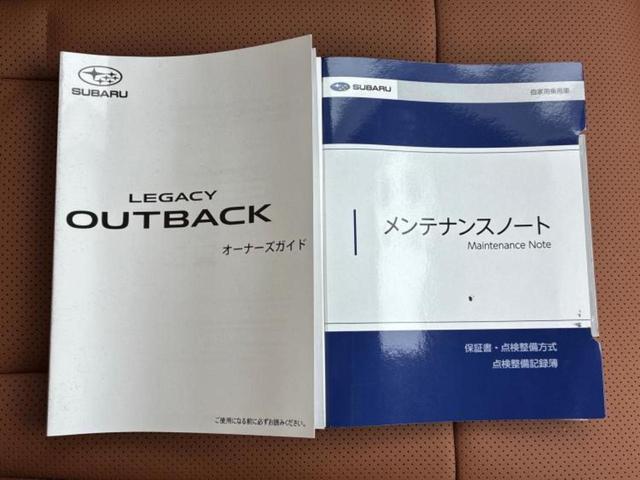 SUBARU
LEGACY
OUTBACK
オーナーズガイド
ご使用になる前に必ずお読みください。
SUBARU
自家用乗用車
メンテナンスノート
Maintenance Note
保証書・点検整備方式
点検整備記録簿